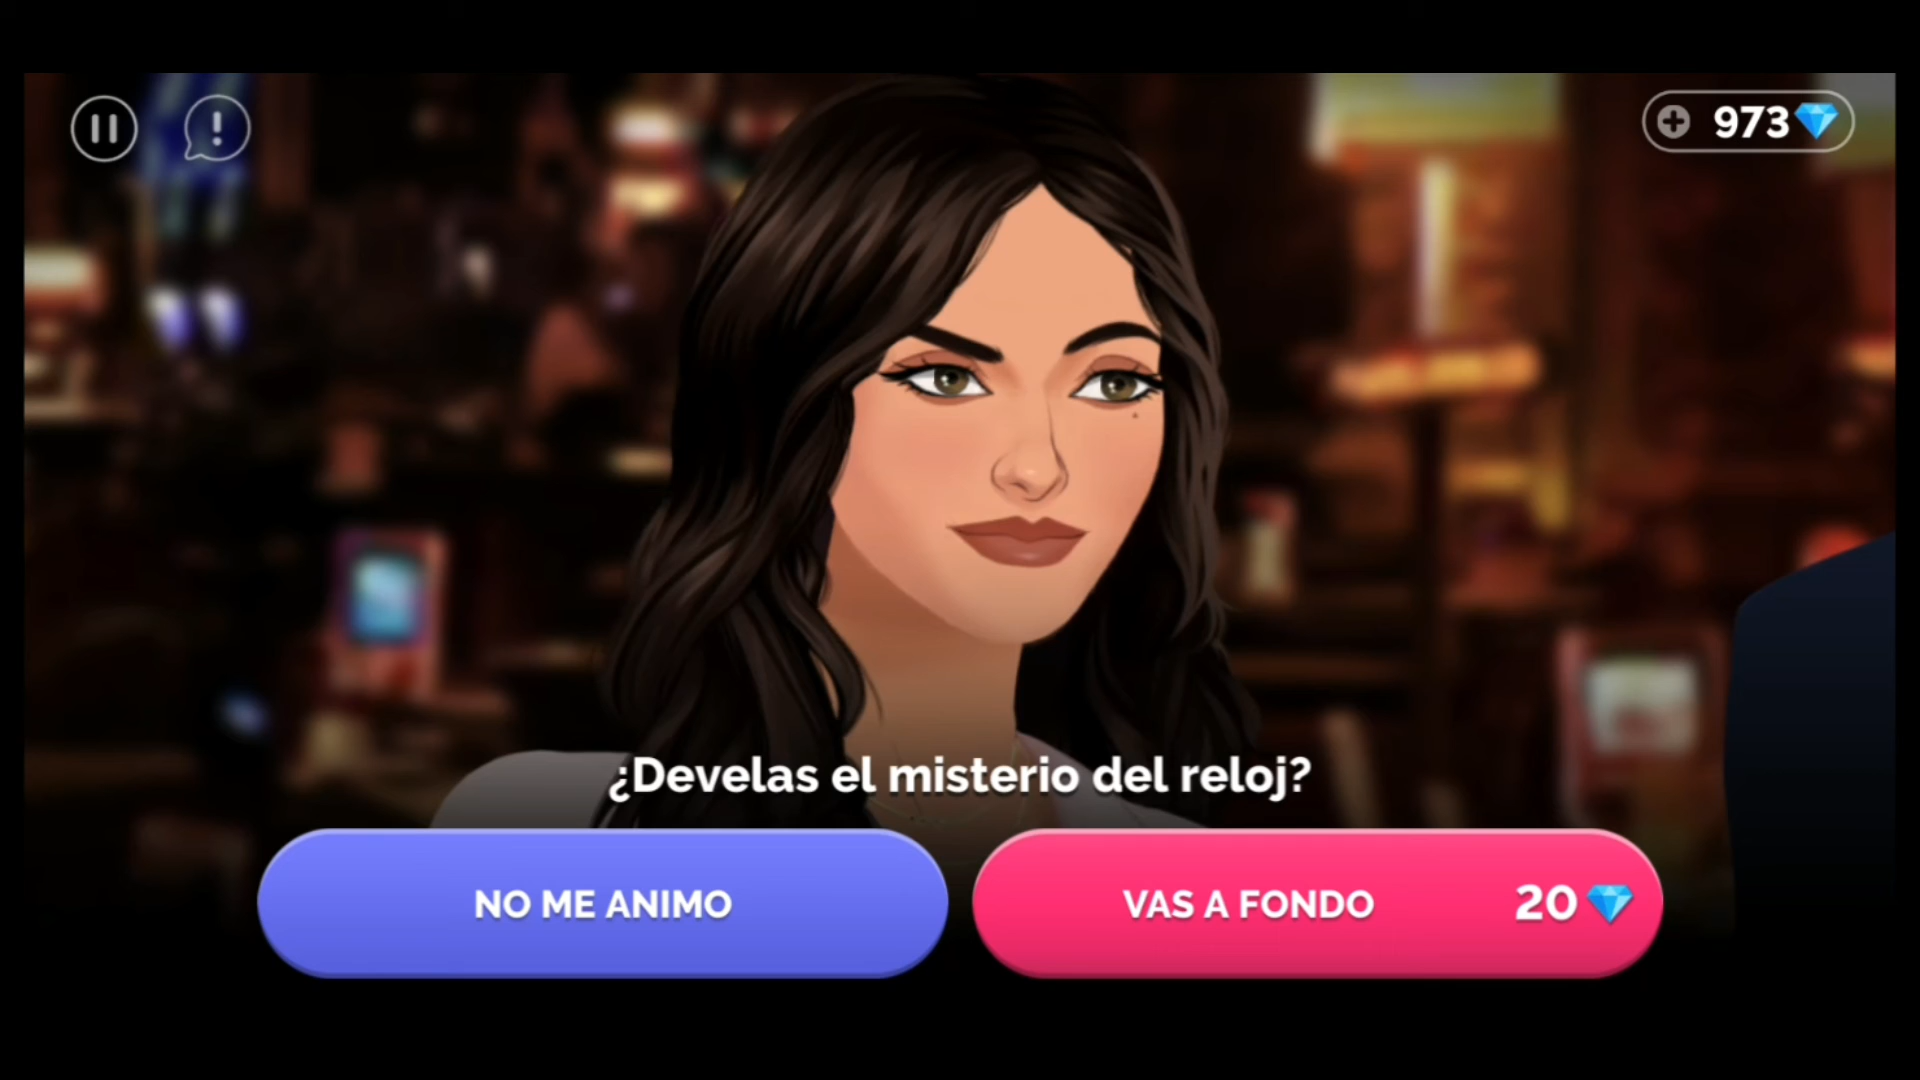 973
¿Develas el misterio del reloj?
NO ME ANIMO
VAS A FONDO 20